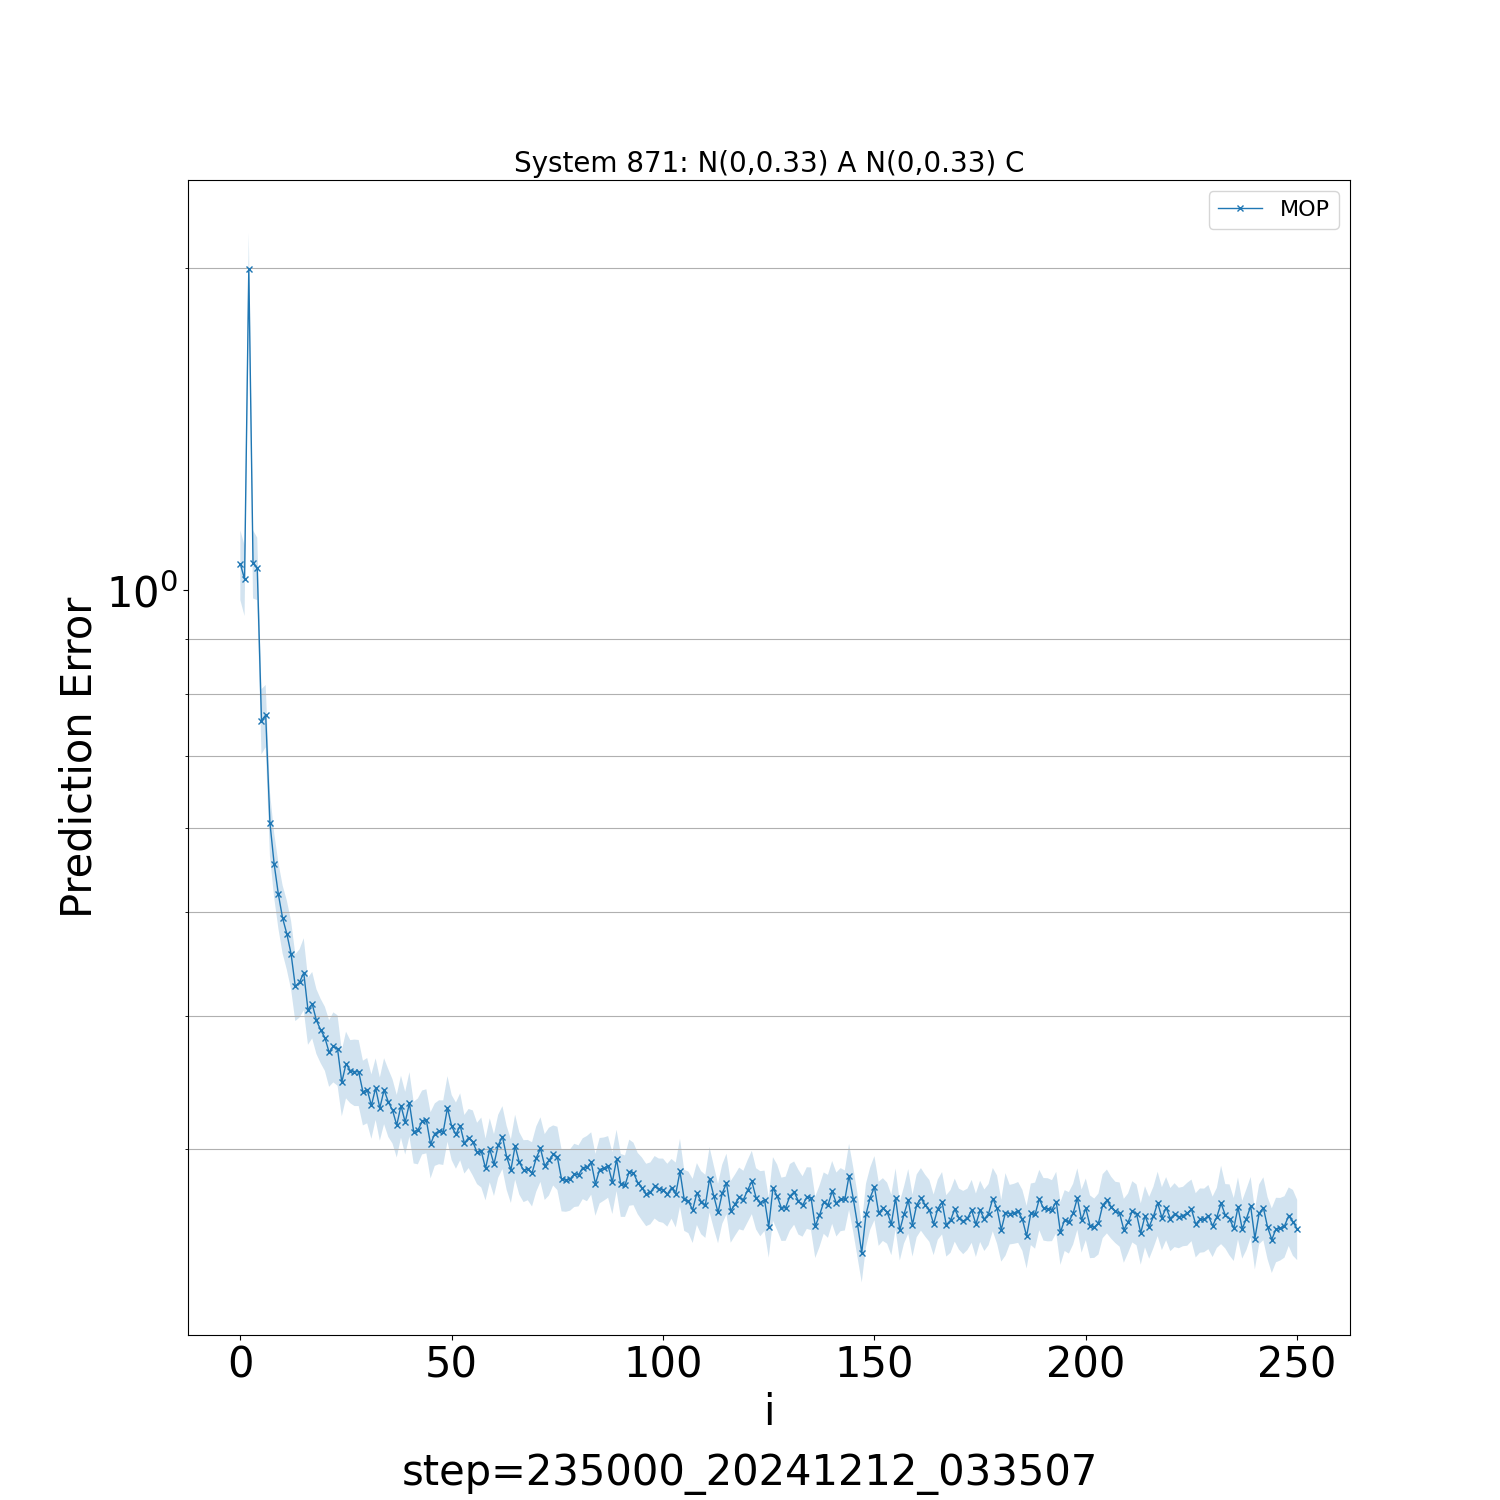 System 871: N(0,0.33) A N(0,0.33) C
MOP
10⁰
Prediction Error
0 50 100 150 200 250
i
step=235000_20241212_033507